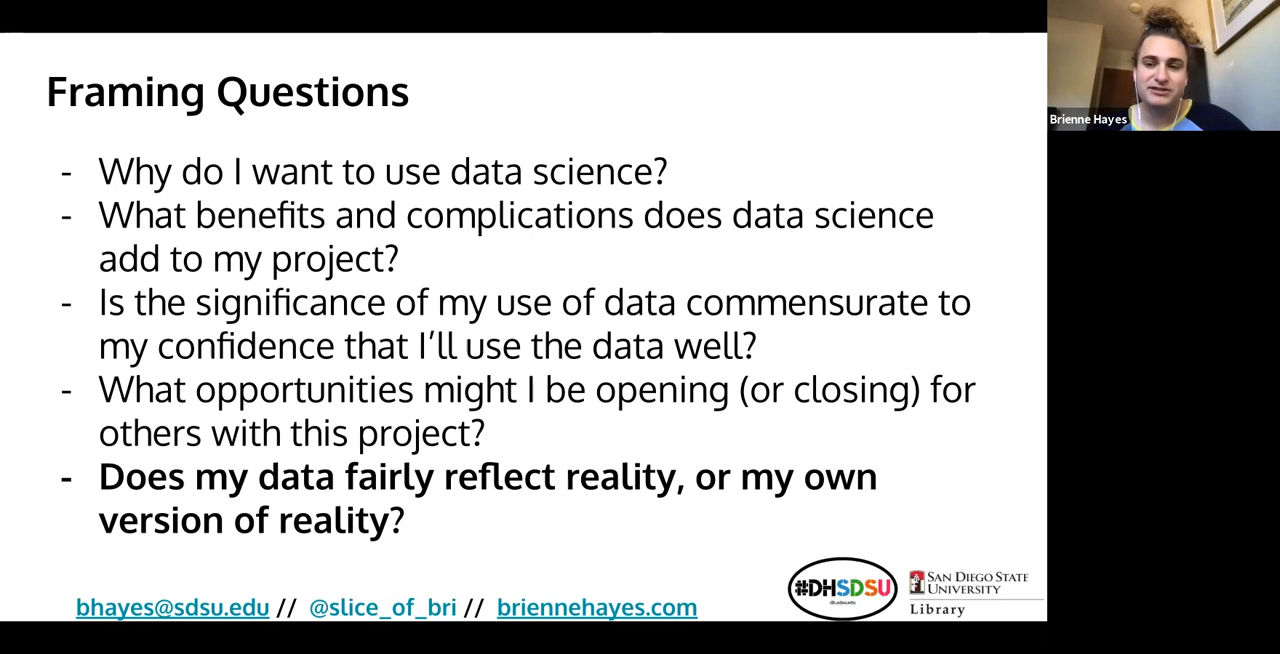 Framing Questions
- Why do I want to use data science?
- What benefits and complications does data science
add to my project?
- Is the significance of my use of data commensurate to
my confidence that I'll use the data well?
- What opportunities might I be opening (or closing) for
others with this project?
- Does my data fairly reflect reality, or my own
version of reality?
bhayes@sdsu.edu // @slice_of_bri // briennehayes.com
#DHSDSU
SAN DIEGO STATE
UNIVERSITY
Library
Brienne Hayes